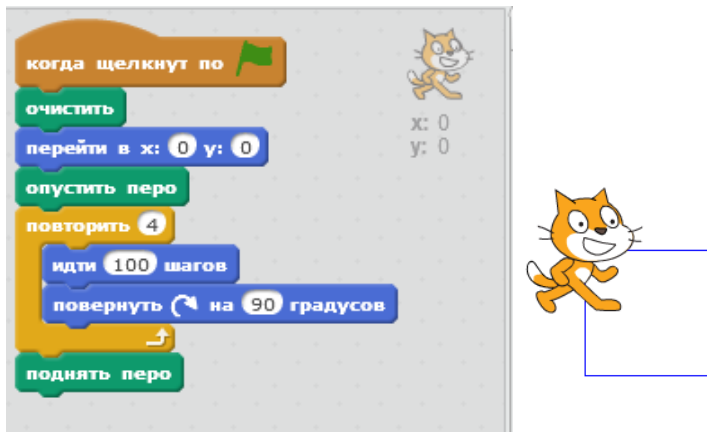 когда щелкнут по
очистить
перейти в x: 0 y: 0
опустить перо
повторить 4
идти 100 шагов
повернуть на 90 градусов
поднять перо
x: 0
y: 0